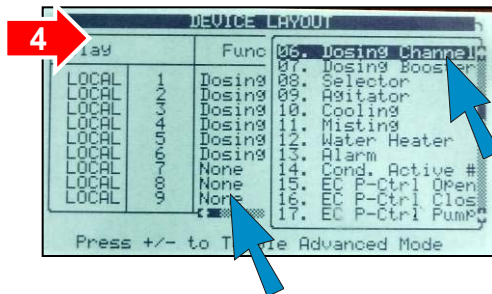 DEVICE LAYOUT
4
lay Func
LOCAL 1 Dosing
LOCAL 2 Dosing
LOCAL 3 Dosing
LOCAL 4 Dosing
LOCAL 5 Dosing
LOCAL 6 Dosing
LOCAL 7 None
LOCAL 8 None
LOCAL 9 None
06. Dosing Channel
07. Dosing Booster
08. Selector
09. Agitator
10. Cooling
11. Misting
12. Water Heater
13. Alarm
14. Cond. Active #
15. EC P-Ctrl Open
16. EC P-Ctrl Clos
17. EC P-Ctrl Pump
Press +/- to T le Advanced Mode